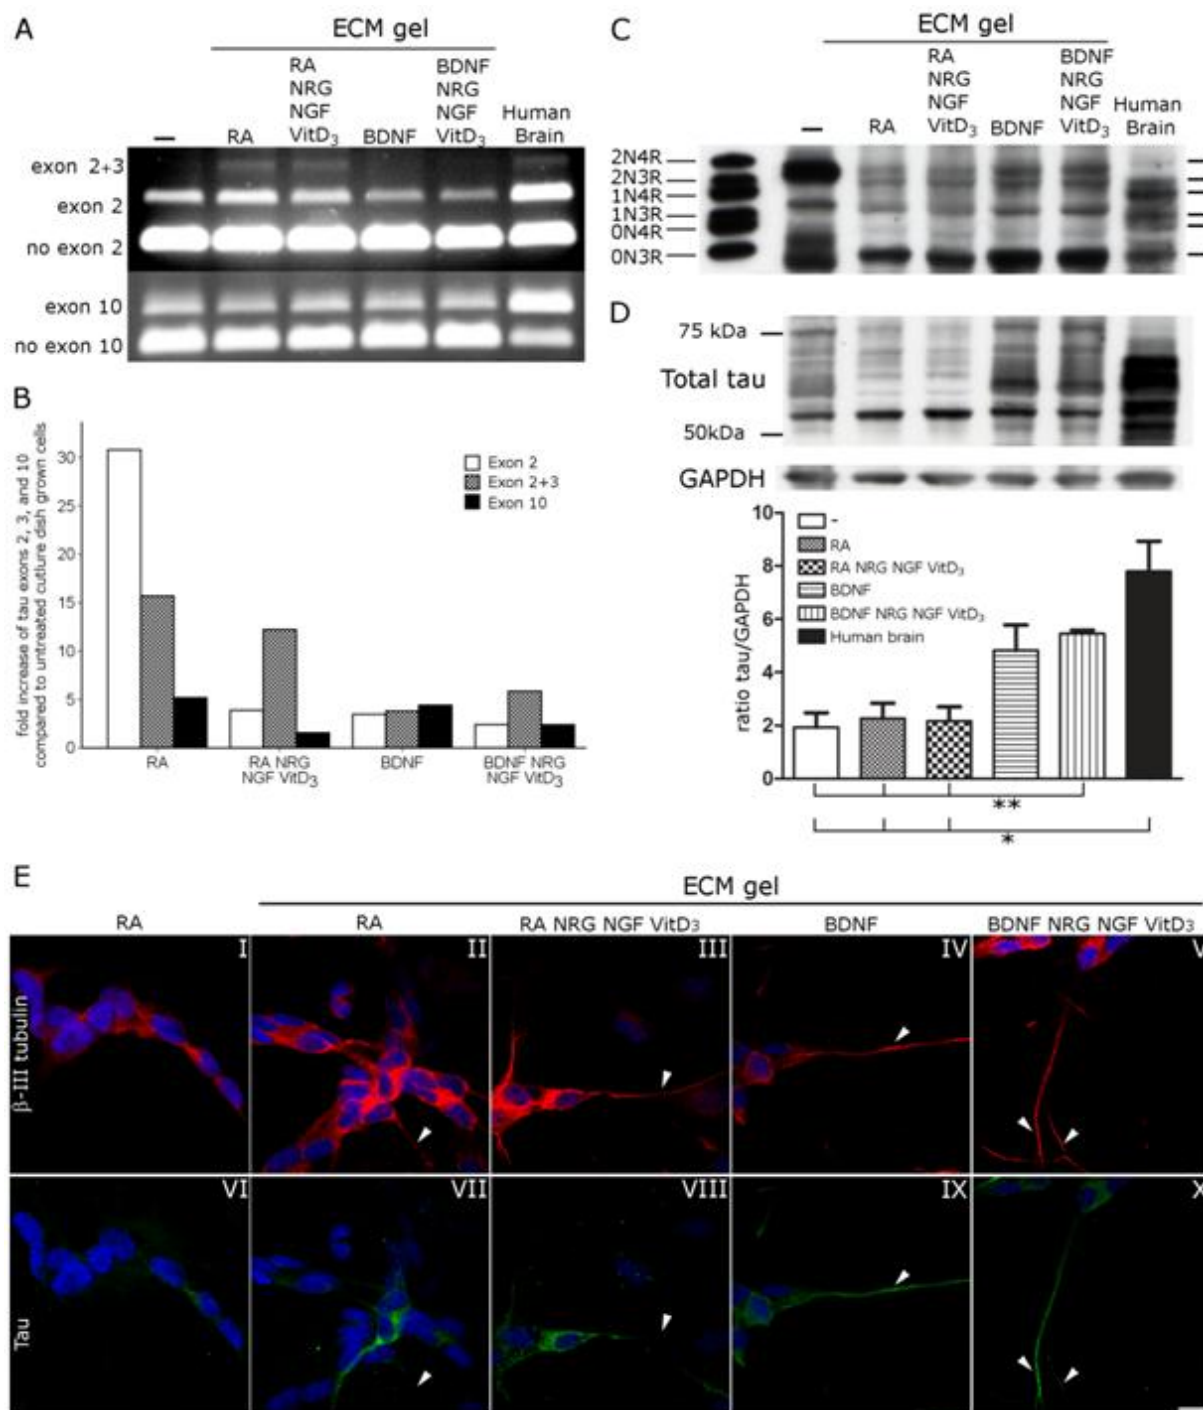 A
ECM gel
RA
NRG
NGF
VitD3
BDNF
NRG
NGF
VitD3
Human
Brain
–
RA
BDNF
exon 2+3
exon 2
no exon 2
exon 10
no exon 10
B
fold increase of tau exons 2, 3, and 10
compared to untreated cutlure dish grown cells
30
25
20
15
10
5
0
Exon 2
Exon 2+3
Exon 10
RA
RA NRG
NGF VitD3
BDNF
BDNF NRG
NGF VitD3
C
ECM gel
RA
NRG
NGF
VitD3
BDNF
NRG
NGF
VitD3
Human
Brain
–
RA
BDNF
2N4R
2N3R
1N4R
1N3R
0N4R
0N3R
D
75 kDa
Total tau
50kDa
GAPDH
ratio tau/GAPDH
10
8
6
4
2
0
-
RA
RA NRG NGF VitD3
BDNF
BDNF NRG NGF VitD3
Human brain
**
*
E
ECM gel
RA
RA
RA NRG NGF VitD3
BDNF
BDNF NRG NGF VitD3
β-III tubulin
I
II
III
IV
V
Tau
VI
VII
VIII
IX
X